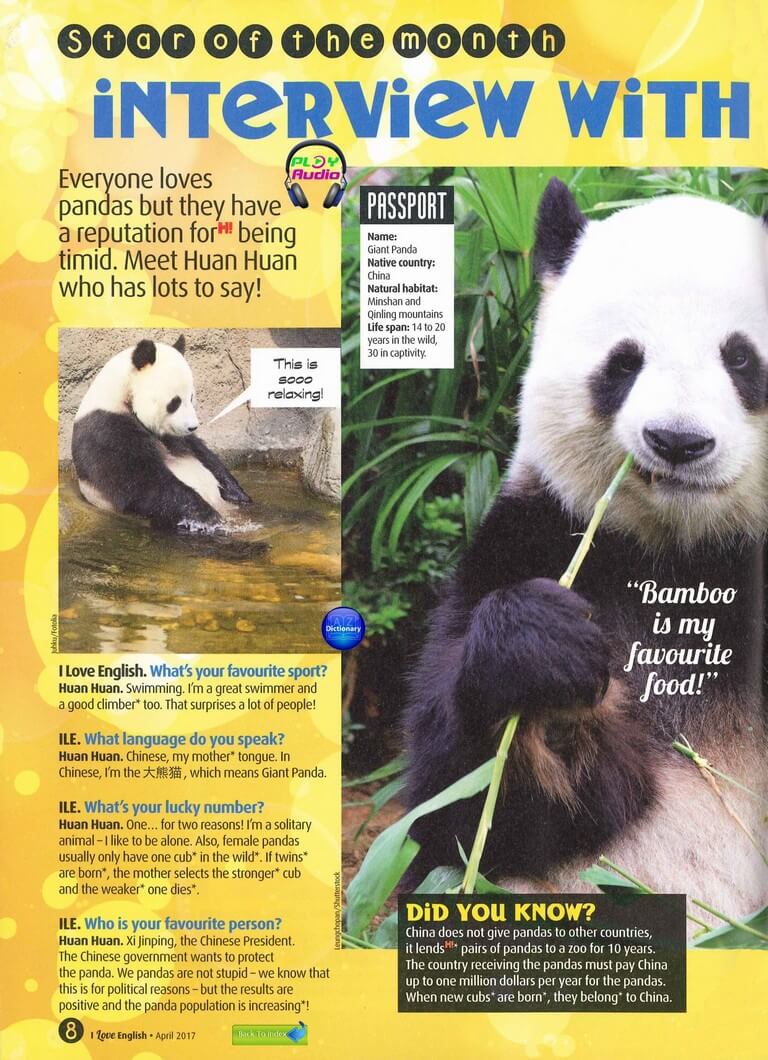 Star of the month
iNTeRView WiTH
PLAY
Audio
Everyone loves
pandas but they have
a reputation for H! being
timid. Meet Huan Huan
who has lots to say!
PASSPORT
Name:
Giant Panda
Native country:
China
Natural habitat:
Minshan and
Qinling mountains
Life span: 14 to 20
years in the wild,
30 in captivity.
This is
sooo
relaxing!
Jubiku/Fotolia
A-Z
Dictionary
“Bamboo
is my
favourite
food!”
I Love English. What’s your favourite sport?
Huan Huan. Swimming. I’m a great swimmer and
a good climber* too. That surprises a lot of people!
ILE. What language do you speak?
Huan Huan. Chinese, my mother* tongue. In
Chinese, I’m the 大熊猫, which means Giant Panda.
ILE. What’s your lucky number?
Huan Huan. One... for two reasons! I’m a solitary
animal – I like to be alone. Also, female pandas
usually only have one cub* in the wild*. If twins*
are born*, the mother selects the stronger* cub
and the weaker* one dies*.
ILE. Who is your favourite person?
Huan Huan. Xi Jinping, the Chinese President.
The Chinese government wants to protect
the panda. We pandas are not stupid – we know that
this is for political reasons – but the results are
positive and the panda population is increasing*!
Leungchopan/Shutterstock
DiD YOU KNOW?
China does not give pandas to other countries,
it lends H!* pairs of pandas to a zoo for 10 years.
The country receiving the pandas must pay China
up to one million dollars per year for the pandas.
When new cubs* are born*, they belong* to China.
8 I Love English • April 2017
Back To index